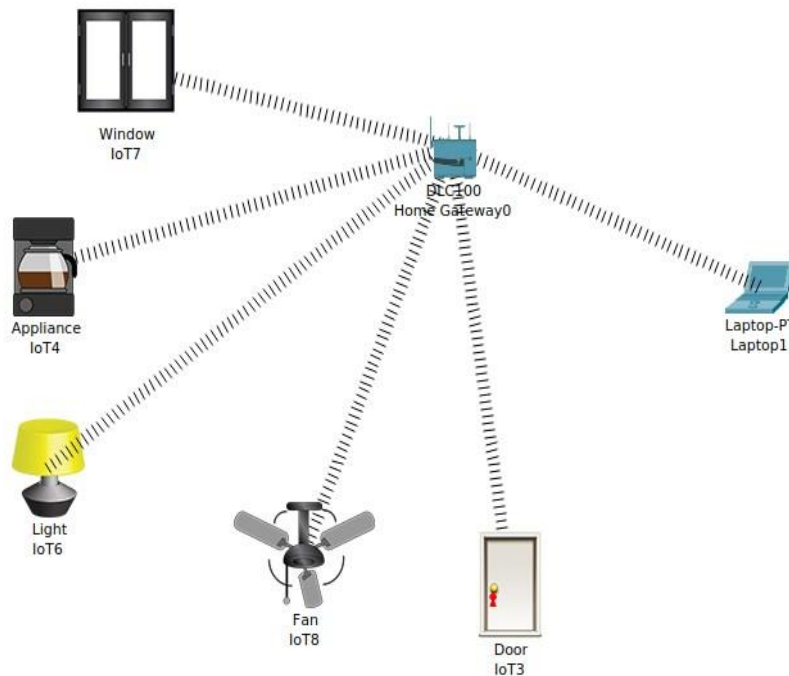 Window
IoT7
DLC100
Home Gateway0
Appliance
IoT4
Laptop-PT
Laptop1
Light
IoT6
Fan
IoT8
Door
IoT3